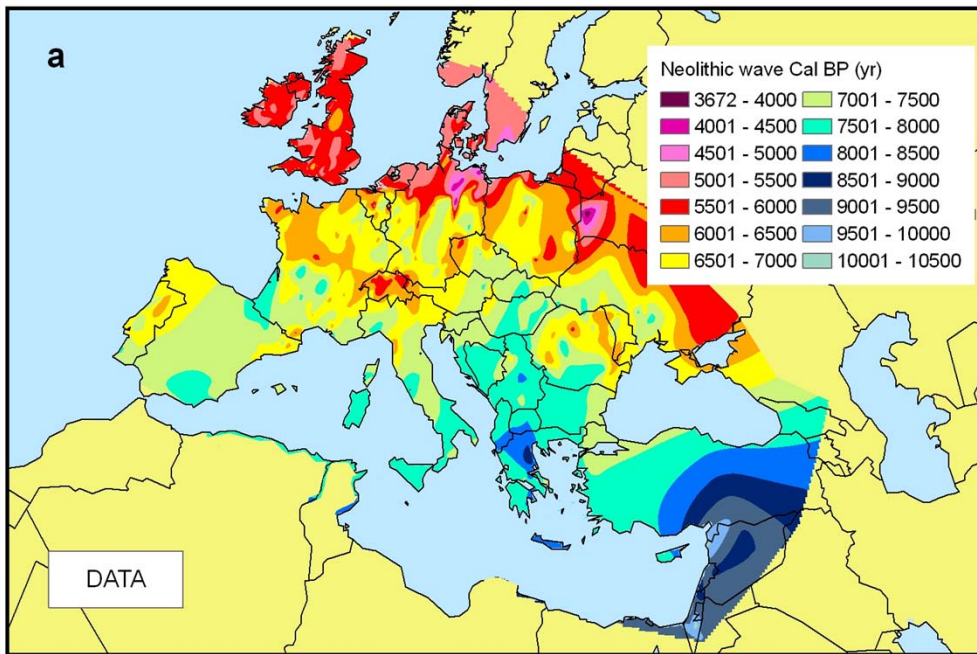 a
Neolithic wave Cal BP (yr)
3672 - 4000 7001 - 7500
4001 - 4500 7501 - 8000
4501 - 5000 8001 - 8500
5001 - 5500 8501 - 9000
5501 - 6000 9001 - 9500
6001 - 6500 9501 - 10000
6501 - 7000 10001 - 10500
DATA